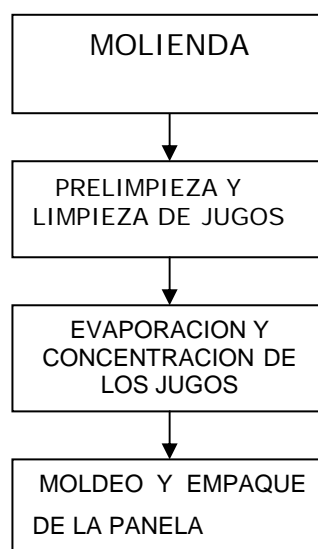 MOLIENDA
PRELIMPIEZA Y
LIMPIEZA DE JUGOS
EVAPORACION Y
CONCENTRACION DE
LOS JUGOS
MOLDEO Y EMPAQUE
DE LA PANELA